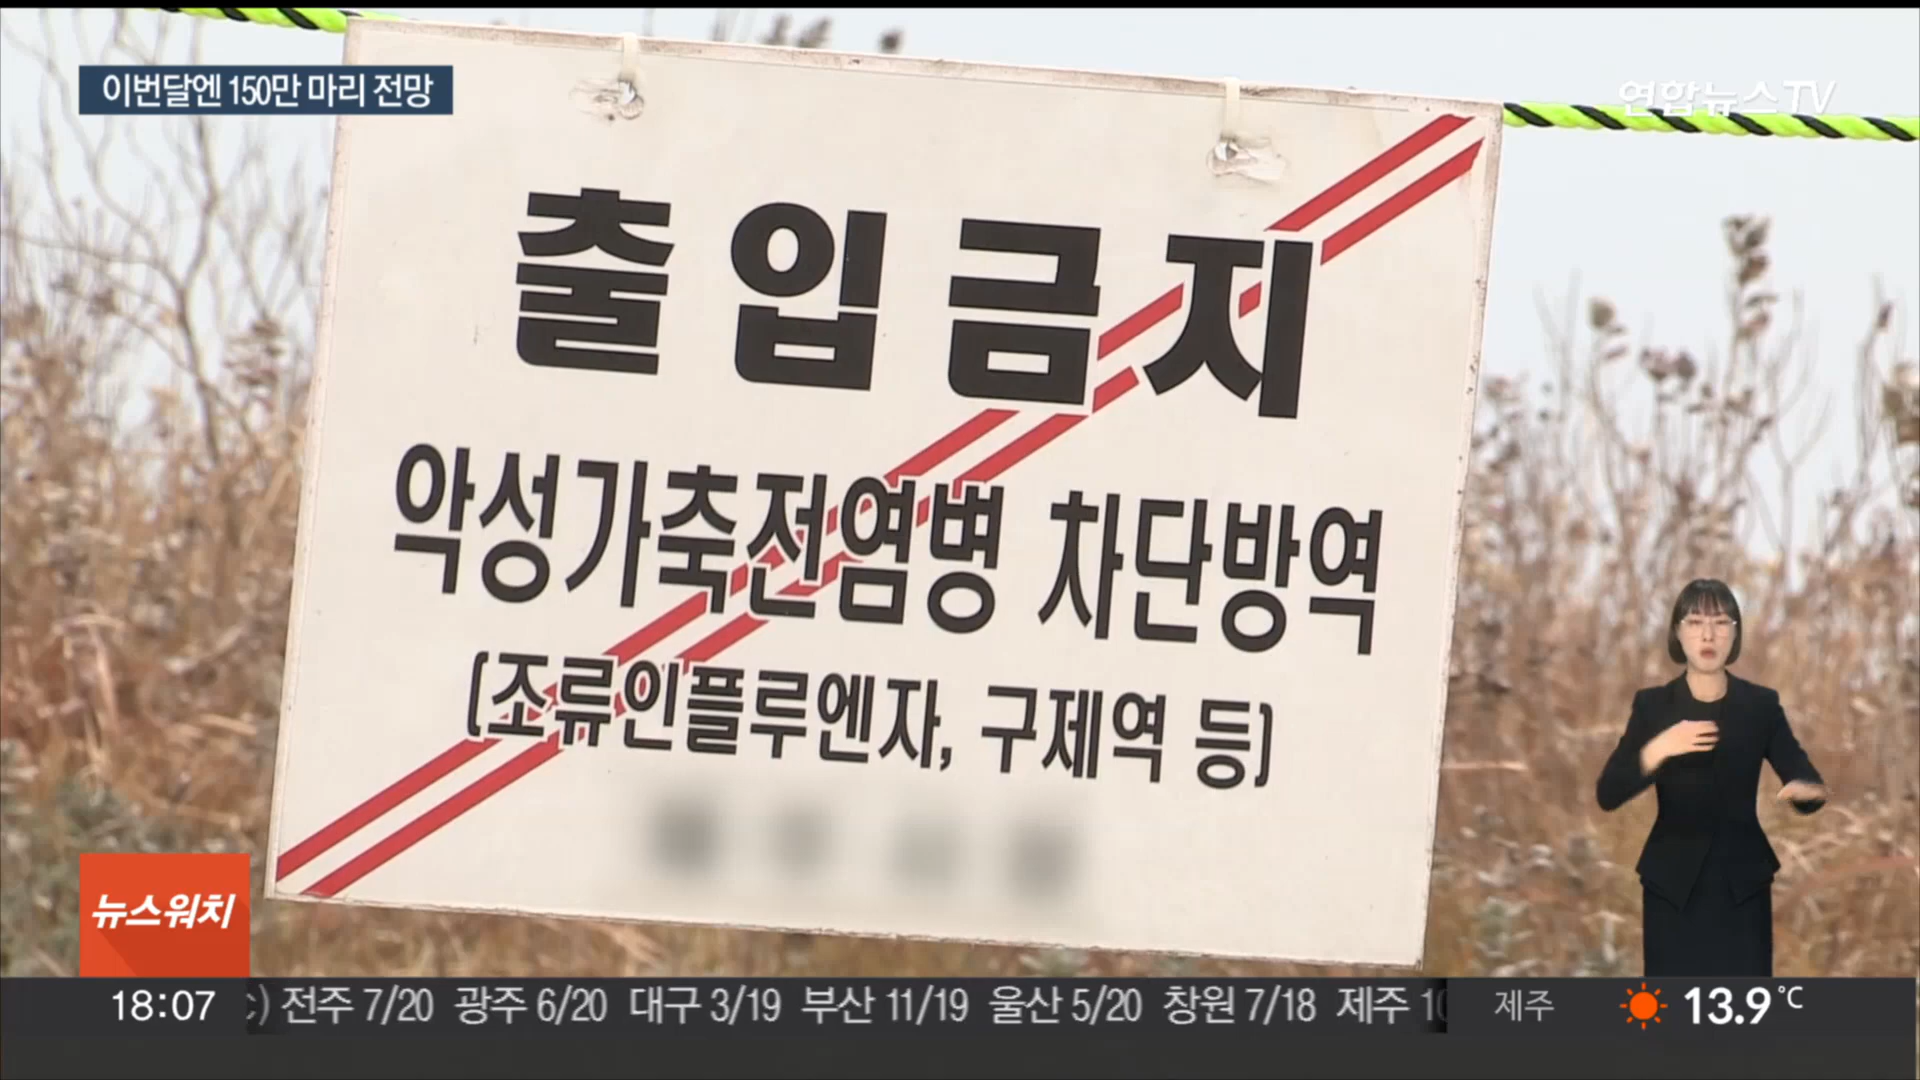 이번달엔 150만 마리 전망
연합뉴스TV
출입금지
악성가축전염병 차단방역
(조류인플루엔자, 구제역 등)
뉴스워치
18:07 전주 7/20 광주 6/20 대구 3/19 부산 11/19 울산 5/20 창원 7/18 제주 제주 13.9℃